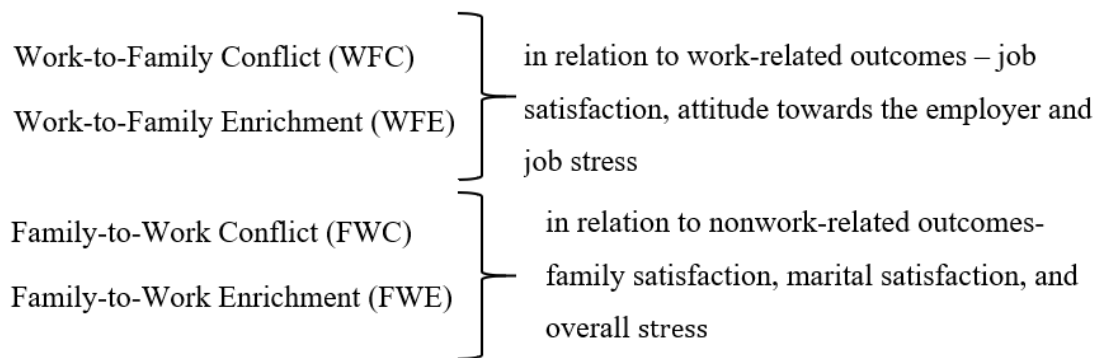 Work-to-Family Conflict (WFC)
Work-to-Family Enrichment (WFE)
in relation to work-related outcomes – job
satisfaction, attitude towards the employer and
job stress
Family-to-Work Conflict (FWC)
Family-to-Work Enrichment (FWE)
in relation to nonwork-related outcomes-
family satisfaction, marital satisfaction, and
overall stress